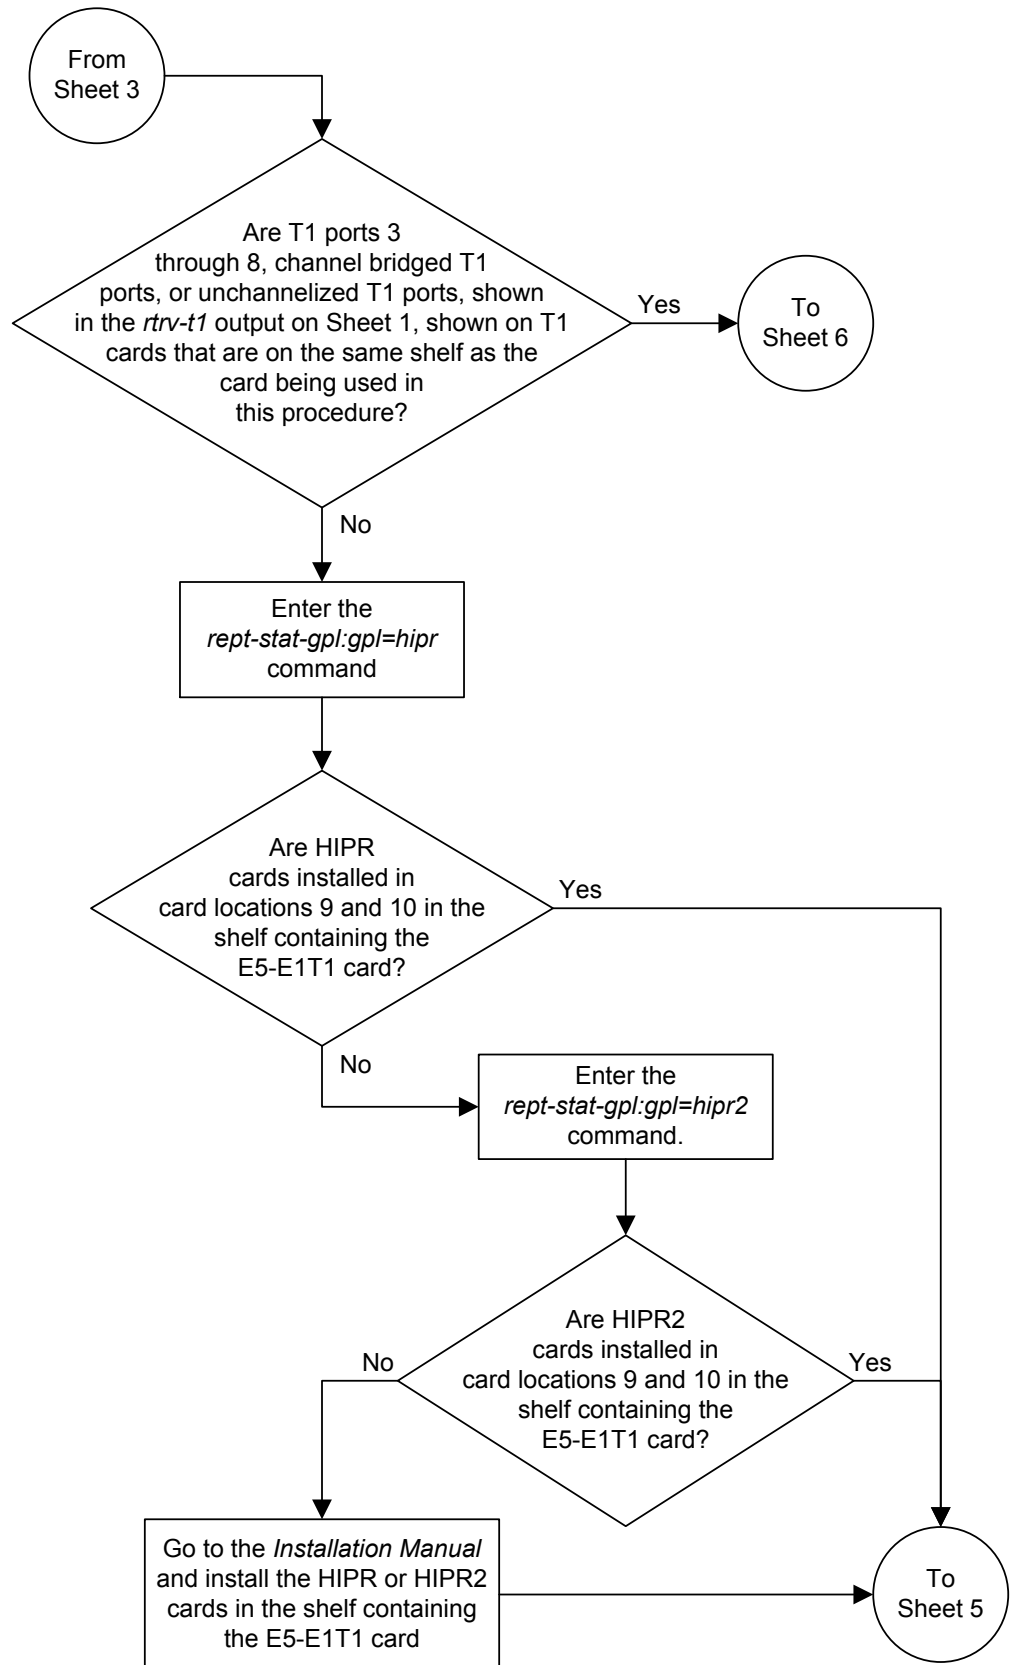 From
Sheet 3
Are T1 ports 3
through 8, channel bridged T1
ports, or unchannelized T1 ports, shown
in the rtrv-t1 output on Sheet 1, shown on T1
cards that are on the same shelf as the
card being used in
this procedure?
Yes
To
Sheet 6
No
Enter the
rept-stat-gpl:gpl=hipr
command
Are HIPR
cards installed in
card locations 9 and 10 in the
shelf containing the
E5-E1T1 card?
Yes
No
Enter the
rept-stat-gpl:gpl=hipr2
command.
Are HIPR2
cards installed in
card locations 9 and 10 in the
shelf containing the
E5-E1T1 card?
No
Yes
Go to the Installation Manual
and install the HIPR or HIPR2
cards in the shelf containing
the E5-E1T1 card
To
Sheet 5